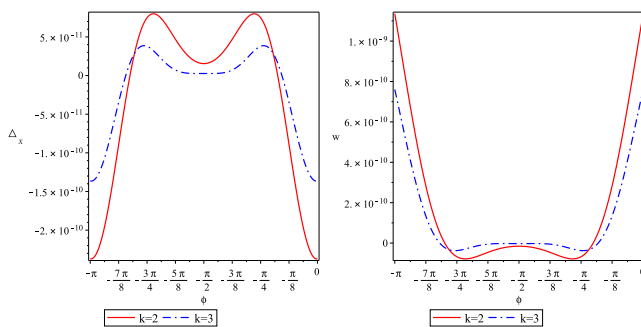 5.×10⁻¹¹
0
-5.×10⁻¹¹
△ₓ
-1.×10⁻¹⁰
-1.5×10⁻¹⁰
-2.×10⁻¹⁰
-π -7π/8 -3π/4 -5π/8 -π/2 -3π/8 -π/4 -π/8 0
ϕ
k=2 k=3
1.×10⁻⁹
8.×10⁻¹⁰
6.×10⁻¹⁰
w
4.×10⁻¹⁰
2.×10⁻¹⁰
0
-π -7π/8 -3π/4 -5π/8 -π/2 -3π/8 -π/4 -π/8 0
ϕ
k=2 k=3